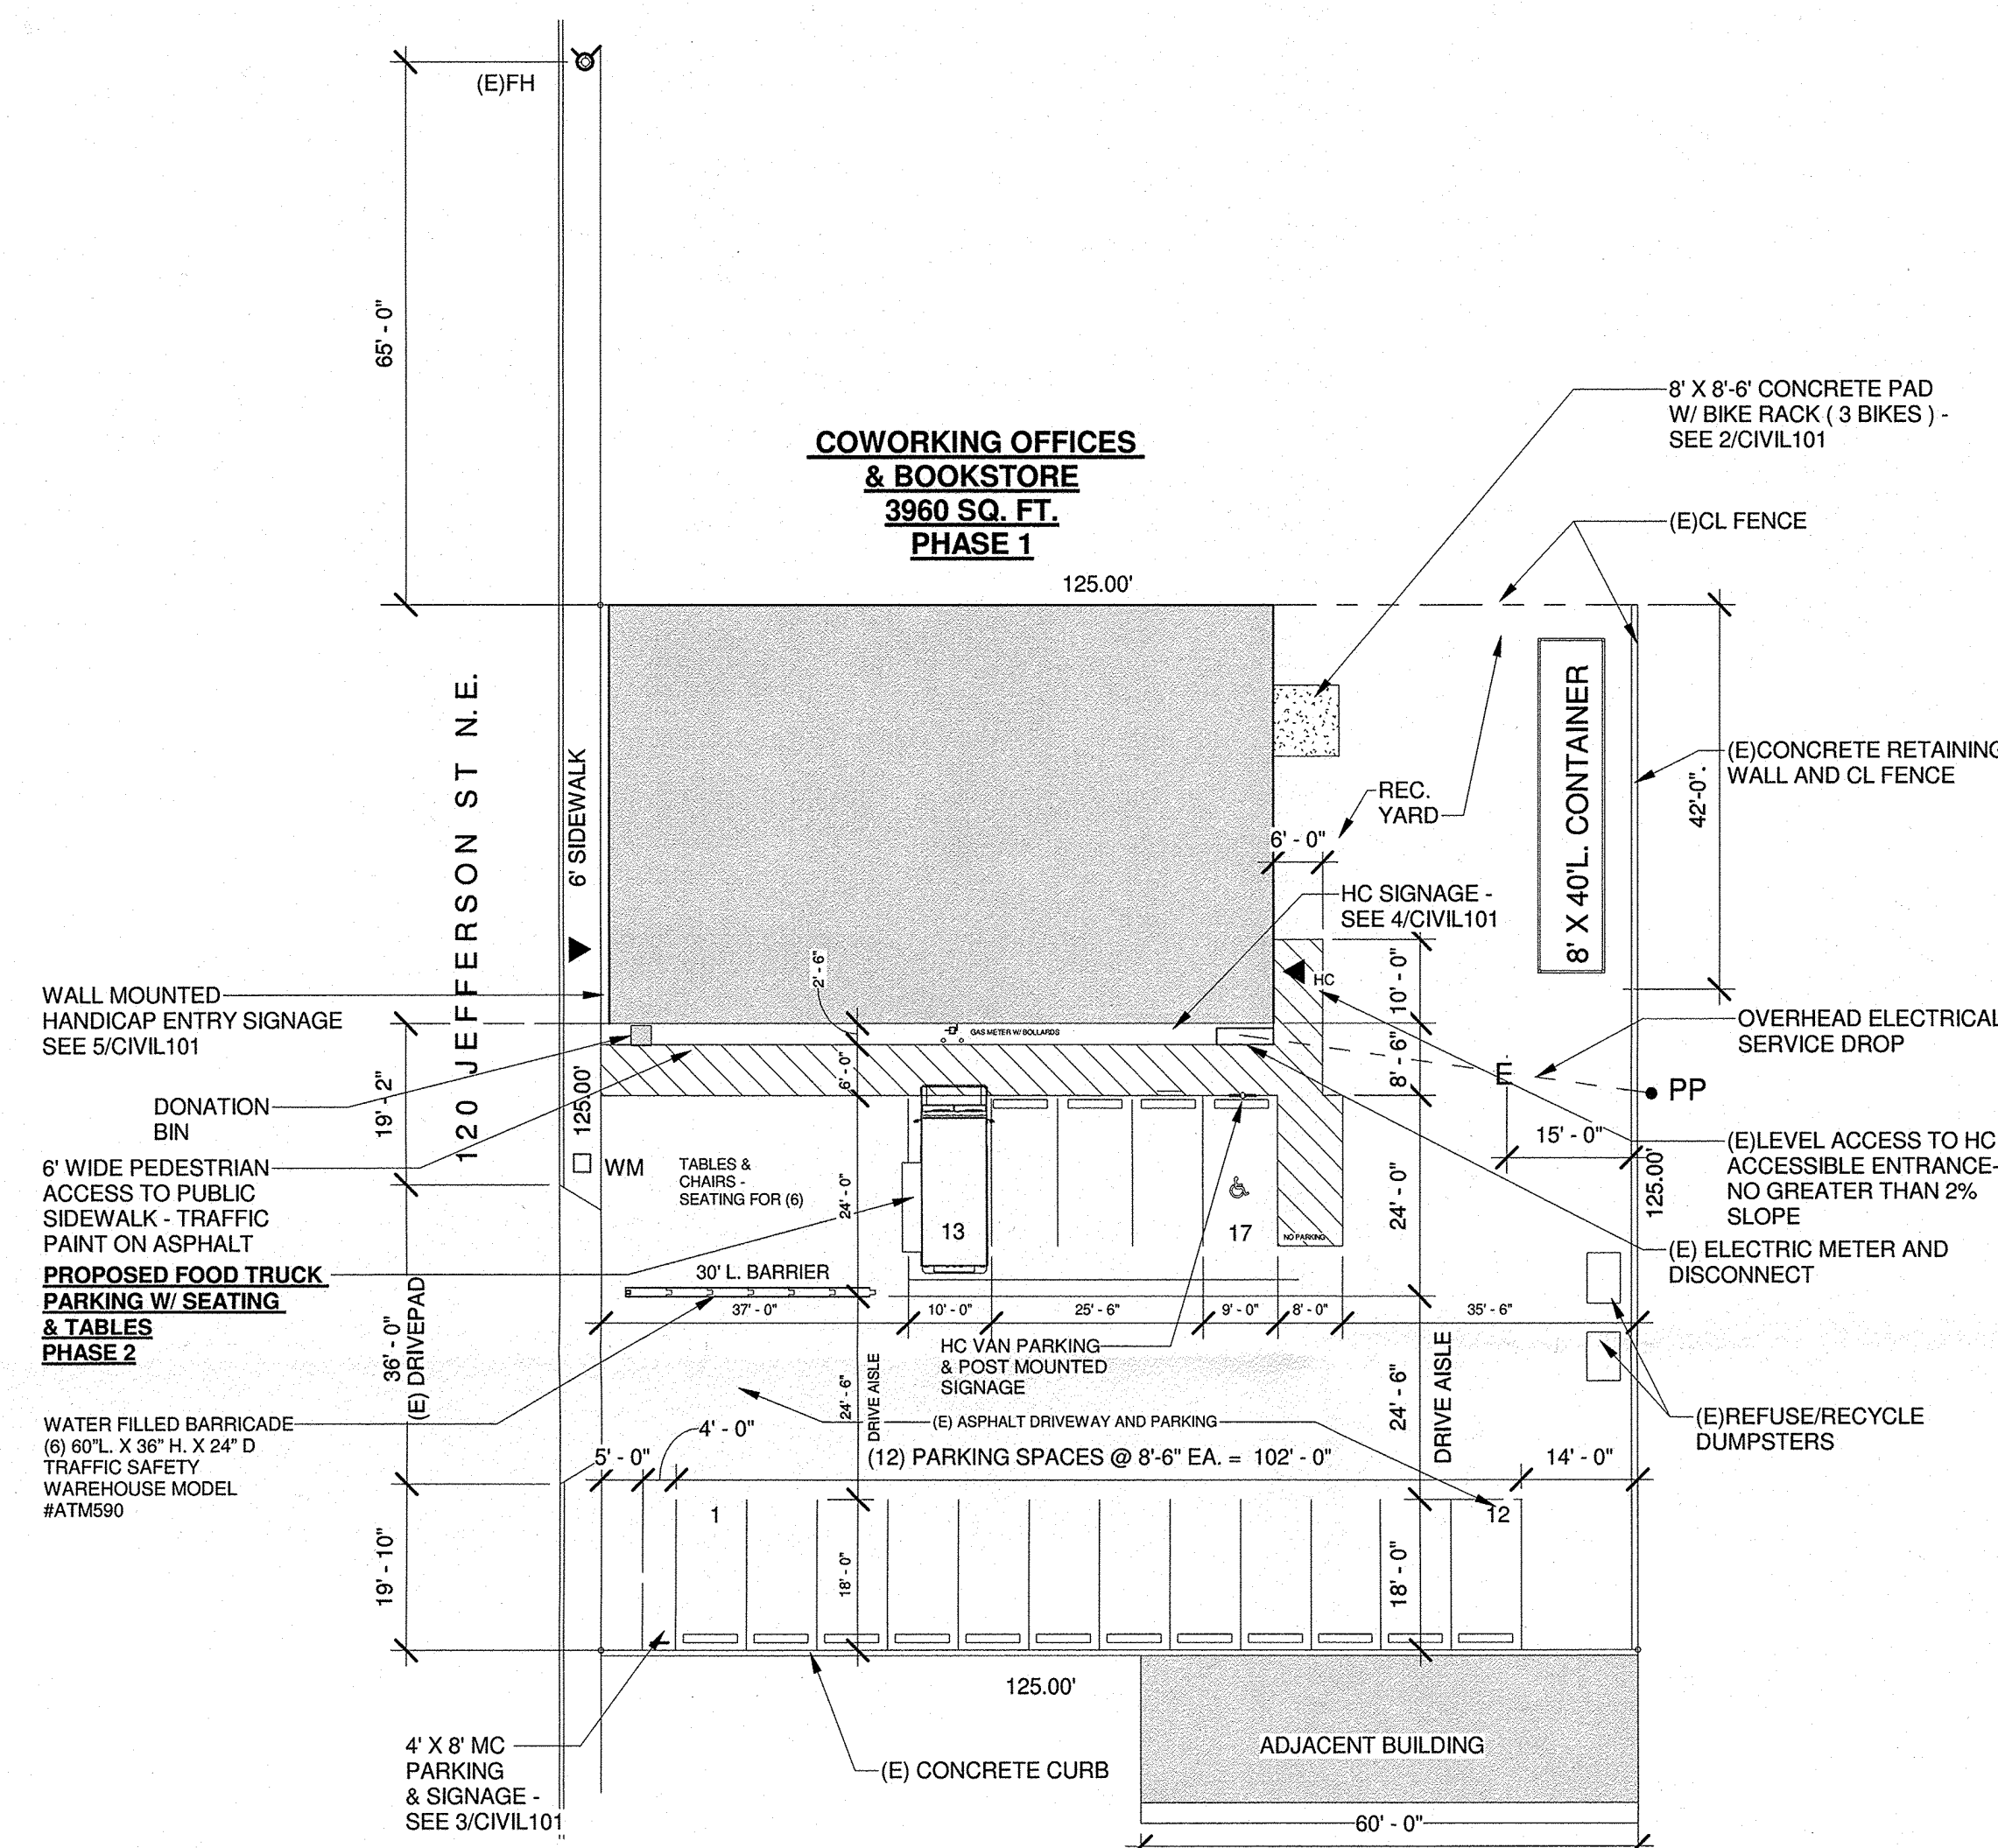 (E)FH
65' - 0"
COWORKING OFFICES
& BOOKSTORE
3960 SQ. FT.
PHASE 1
125.00'
8' X 8'-6' CONCRETE PAD
W/ BIKE RACK ( 3 BIKES ) -
SEE 2/CIVIL101
(E)CL FENCE
120 JEFFERSON ST N.E.
6' SIDEWALK
8' X 40'L. CONTAINER
(E)CONCRETE RETAINING
WALL AND CL FENCE
42'-0".
REC.
YARD
6' - 0"
HC SIGNAGE -
SEE 4/CIVIL101
HC
10' - 0"
2' - 6"
GAS METER W/ BOLLARDS
WALL MOUNTED
HANDICAP ENTRY SIGNAGE
SEE 5/CIVIL101
OVERHEAD ELECTRICAL
SERVICE DROP
E
PP
8' - 6"
6' - 0"
19' - 2"
125.00'
DONATION
BIN
15' - 0"
125.00'
6' WIDE PEDESTRIAN
ACCESS TO PUBLIC
SIDEWALK - TRAFFIC
PAINT ON ASPHALT
WM
TABLES &
CHAIRS -
SEATING FOR (6)
24' - 0"
13
17
NO PARKING
24' - 0"
(E)LEVEL ACCESS TO HC
ACCESSIBLE ENTRANCE-
NO GREATER THAN 2%
SLOPE
(E) ELECTRIC METER AND
DISCONNECT
PROPOSED FOOD TRUCK
PARKING W/ SEATING
& TABLES
PHASE 2
30' L. BARRIER
37' - 0"
10' - 0"
25' - 6"
9' - 0"
8' - 0"
35' - 6"
36' - 0"
(E) DRIVEPAD
HC VAN PARKING
& POST MOUNTED
SIGNAGE
24' - 6"
DRIVE AISLE
24' - 6"
DRIVE AISLE
(E) ASPHALT DRIVEWAY AND PARKING
(E)REFUSE/RECYCLE
DUMPSTERS
WATER FILLED BARRICADE
(6) 60"L. X 36" H. X 24" D
TRAFFIC SAFETY
WAREHOUSE MODEL
#ATM590
4' - 0"
5' - 0"
(12) PARKING SPACES @ 8'-6" EA. = 102' - 0"
14' - 0"
1
12
19' - 10"
18' - 0"
18' - 0"
125.00'
4' X 8' MC
PARKING
& SIGNAGE -
SEE 3/CIVIL101
(E) CONCRETE CURB
ADJACENT BUILDING
60' - 0"